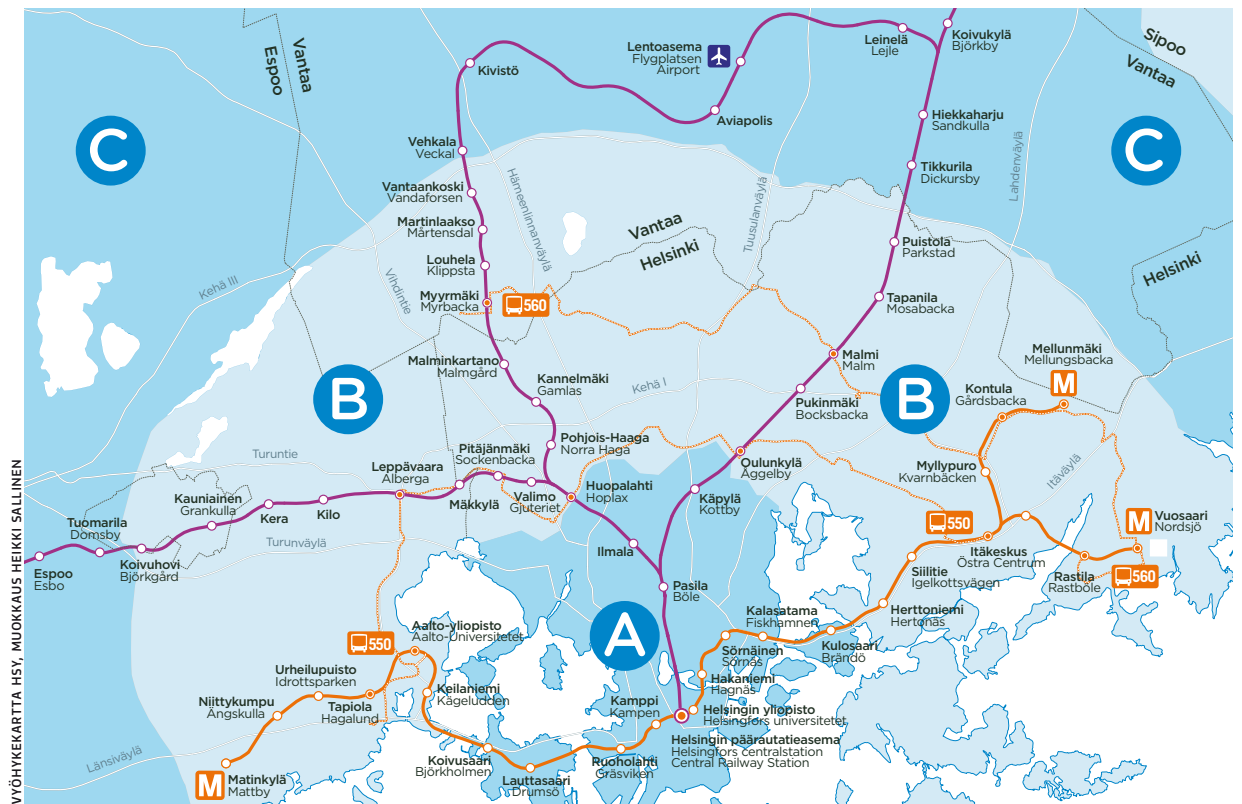 Vantaa
Espoo
Kivistö
Lentoasema
Flygplatsen
Airport
Leinelä
Lejle
Koivukylä
Björkby
Sipoo
Vantaa
Aviapolis
Hiekkaharju
Sandkulla
C
C
Vehkala
Veckal
Tikkurila
Dickursby
Lahdenväylä
Hämeenlinnanväylä
Tuusulanväylä
Vantaankoski
Vandaforsen
Martinlaakso
Mårtensdal
Vantaa
Helsinki
Puistola
Parkstad
Helsinki
Louhela
Klippsta
Kehä III
Vihdintie
Myyrmäki
Myrbacka
560
Tapanila
Mosabacka
Malminkartano
Malmgård
Malmi
Malm
Mellunmäki
Mellungsbacka
M
B
B
Kannelmäki
Gamlas
Kehä I
Pukinmäki
Bocksbacka
Kontula
Gårdsbacka
Pohjois-Haaga
Norra Haga
Turuntie
Leppävaara
Alberga
Pitäjänmäki
Sockenbacka
Oulunkylä
Åggelby
Myllypuro
Kvarnbäcken
Itäväylä
Kauniainen
Grankulla
Kera
Kilo
Mäkkylä
Valimo
Gjuteriet
Huopalahti
Hoplax
Käpylä
Kottby
Tuomarila
Domsby
Koivuhovi
Björkgård
Turunväylä
Espoo
Esbo
Ilmala
550
Itäkeskus
Östra Centrum
M
Vuosaari
Nordsjö
Siilitie
Igelkottsvägen
Rastila
Rastböle
560
Pasila
Böle
A
Kalasatama
Fiskhamnen
Herttoniemi
Hertonäs
550
Aalto-yliopisto
Aalto-Universitetet
Sörnäinen
Sörnäs
Kulosaari
Brändö
Urheilupuisto
Idrottsparken
Niittykumpu
Ängskulla
Tapiola
Hagalund
Keilaniemi
Kägeludden
Hakaniemi
Hagnäs
Kamppi
Kampen
Helsingin yliopisto
Helsingfors universitetet
Helsingin päärautatieasema
Helsingfors centralstation
Central Railway Station
Länsiväylä
M
Matinkylä
Mattby
Koivusaari
Björkholmen
Lauttasaari
Drumsö
Ruoholahti
Gräsviken
VYÖHYKEKARTTA HSY, MUOKKAUS HEIKKI SALLINEN